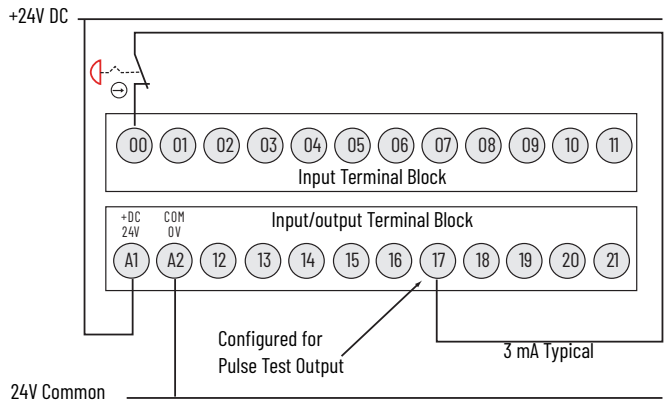 +24V DC
00 01 02 03 04 05 06 07 08 09 10 11
Input Terminal Block
+DC
24V
COM
0V
Input/output Terminal Block
A1 A2 12 13 14 15 16 17 18 19 20 21
Configured for
Pulse Test Output
3 mA Typical
24V Common